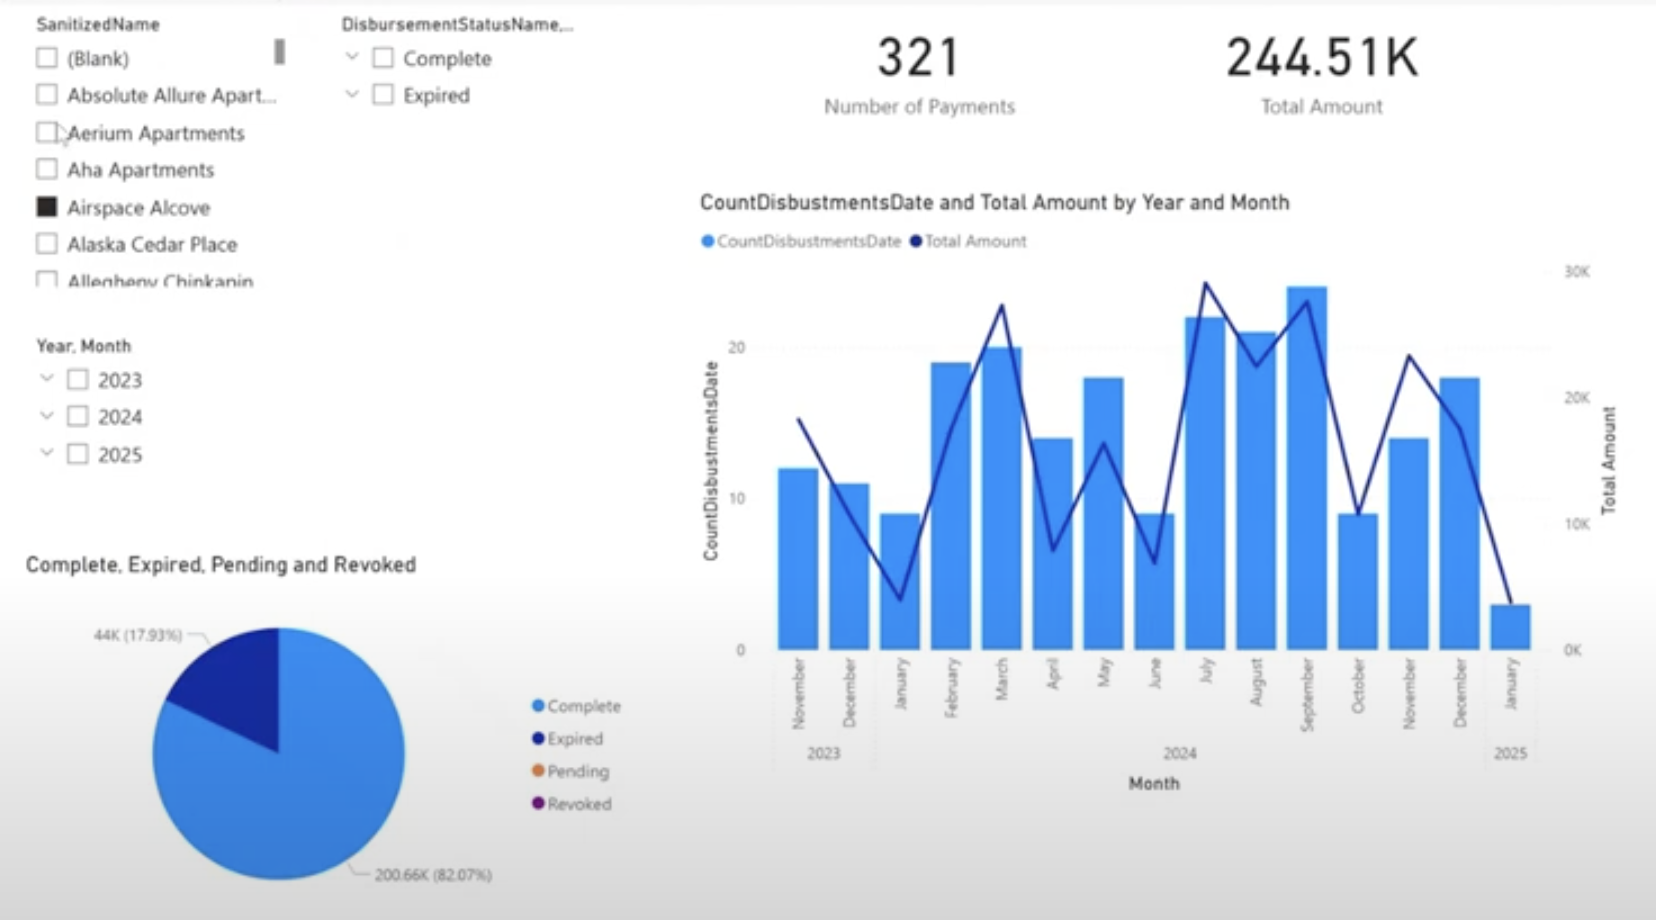 SanitizedName
(Blank)
Absolute Allure Apart...
Aerium Apartments
Aha Apartments
Airspace Alcove
Alaska Cedar Place
Allegheny Chinkapin
DisbursementStatusName,...
Complete
Expired
Year, Month
2023
2024
2025
321
Number of Payments
244.51K
Total Amount
CountDisbustmentsDate and Total Amount by Year and Month
CountDisbustmentsDate Total Amount
CountDisbustmentsDate
20
10
0
30K
20K
10K
0K
Total Amount
November
December
January
February
March
April
May
June
July
August
September
October
November
December
January
2023 2024 2025
Month
Complete, Expired, Pending and Revoked
44K (17.93%)
200.66K (82.07%)
Complete
Expired
Pending
Revoked